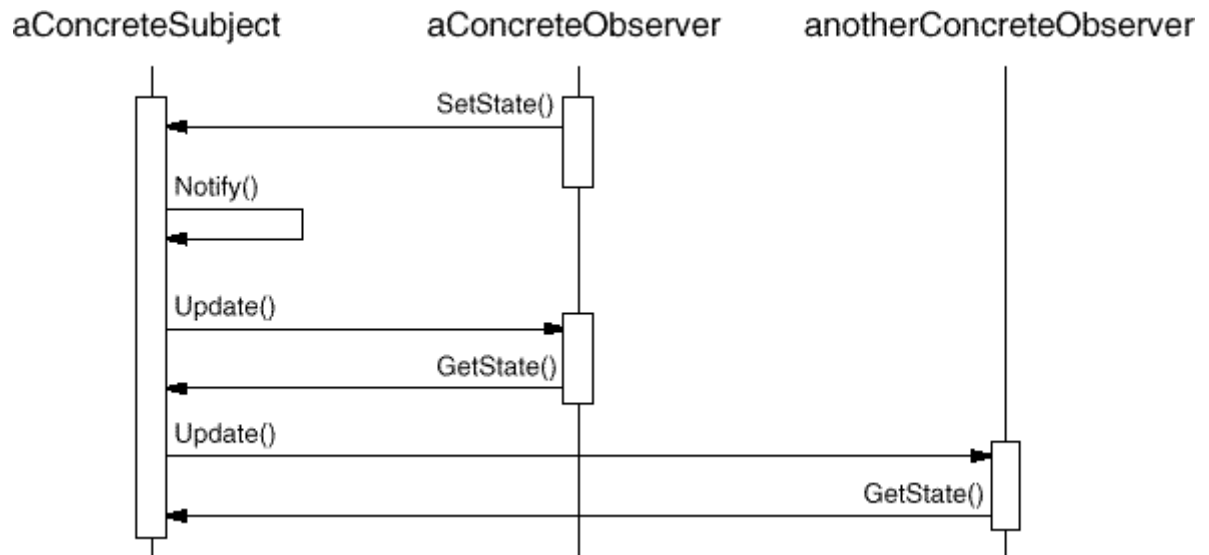 aConcreteSubject aConcreteObserver anotherConcreteObserver
SetState()
Notify()
Update()
GetState()
Update()
GetState()